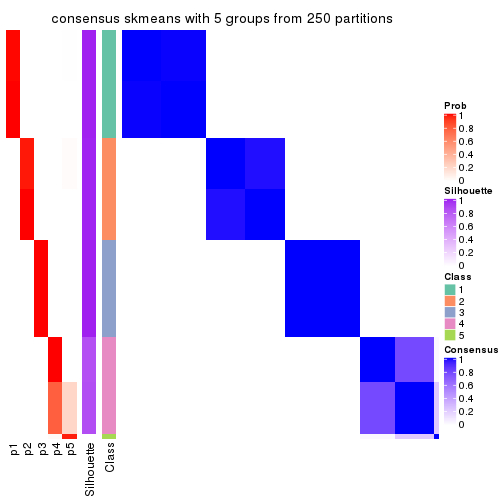 consensus skmeans with 5 groups from 250 partitions
Prob
1
0.8
0.6
0.4
0.2
0
Silhouette
1
0.8
0.6
0.4
0.2
0
Class
1
2
3
4
5
Consensus
1
0.8
0.6
0.4
0.2
0
p1
p2
p3
p4
p5
Silhouette
Class